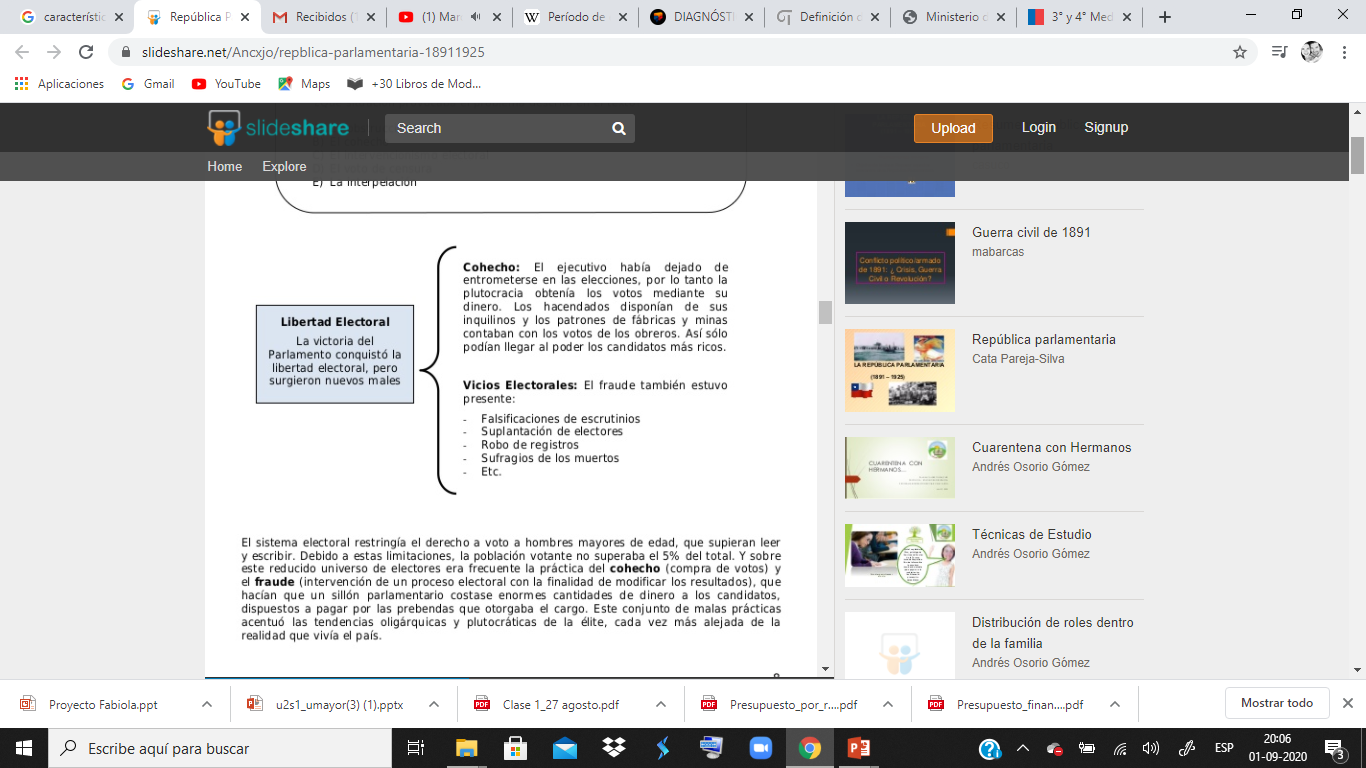 característic
República P
Recibidos (1
(1) Mar
Período de
DIAGNÓST
Definición d
Ministerio d
3° y 4° Med
slideshare.net/Ancxjo/repblica-parlamentaria-18911925
Aplicaciones
Gmail
YouTube
Maps
+30 Libros de Mod...
slideshare
Search
Upload
Login
Signup
Home
Explore
E) La interpelación
Libertad Electoral
La victoria del
Parlamento conquistó la
libertad electoral, pero
surgieron nuevos males
Cohecho: El ejecutivo había dejado de
entrometerse en las elecciones, por lo tanto la
plutocracia obtenía los votos mediante su
dinero. Los hacendados disponían de sus
inquilinos y los patrones de fábricas y minas
contaban con los votos de los obreros. Así sólo
podían llegar al poder los candidatos más ricos.
Vicios Electorales: El fraude también estuvo
presente:
- Falsificaciones de escrutinios
- Suplantación de electores
- Robo de registros
- Sufragios de los muertos
- Etc.
El sistema electoral restringía el derecho a voto a hombres mayores de edad, que supieran leer
y escribir. Debido a estas limitaciones, la población votante no superaba el 5% del total. Y sobre
este reducido universo de electores era frecuente la práctica del cohecho (compra de votos) y
el fraude (intervención de un proceso electoral con la finalidad de modificar los resultados), que
hacían que un sillón parlamentario costase enormes cantidades de dinero a los candidatos,
dispuestos a pagar por las prebendas que otorgaba el cargo. Este conjunto de malas prácticas
acentuó las tendencias oligárquicas y plutocráticas de la élite, cada vez más alejada de la
realidad que vivía el país.
Conflicto político/armado
de 1891: ¿ Crisis, Guerra
Civil o Revolución?
Guerra civil de 1891
mabarcas
LA REPÚBLICA PARLAMENTARIA
(1891 – 1925)
República parlamentaria
Cata Pareja-Silva
CUARENTENA CON
HERMANOS...
Cuarentena con Hermanos
Andrés Osorio Gómez
Técnicas de Estudio
Andrés Osorio Gómez
Distribución de roles dentro
de la familia
Andrés Osorio Gómez
Proyecto Fabiola.ppt
u2s1_umayor(3) (1).pptx
Clase 1_27 agosto.pdf
Presupuesto_por_r....pdf
Presupuesto_finan....pdf
Mostrar todo
Escribe aquí para buscar
ESP
20:06
01-09-2020
3